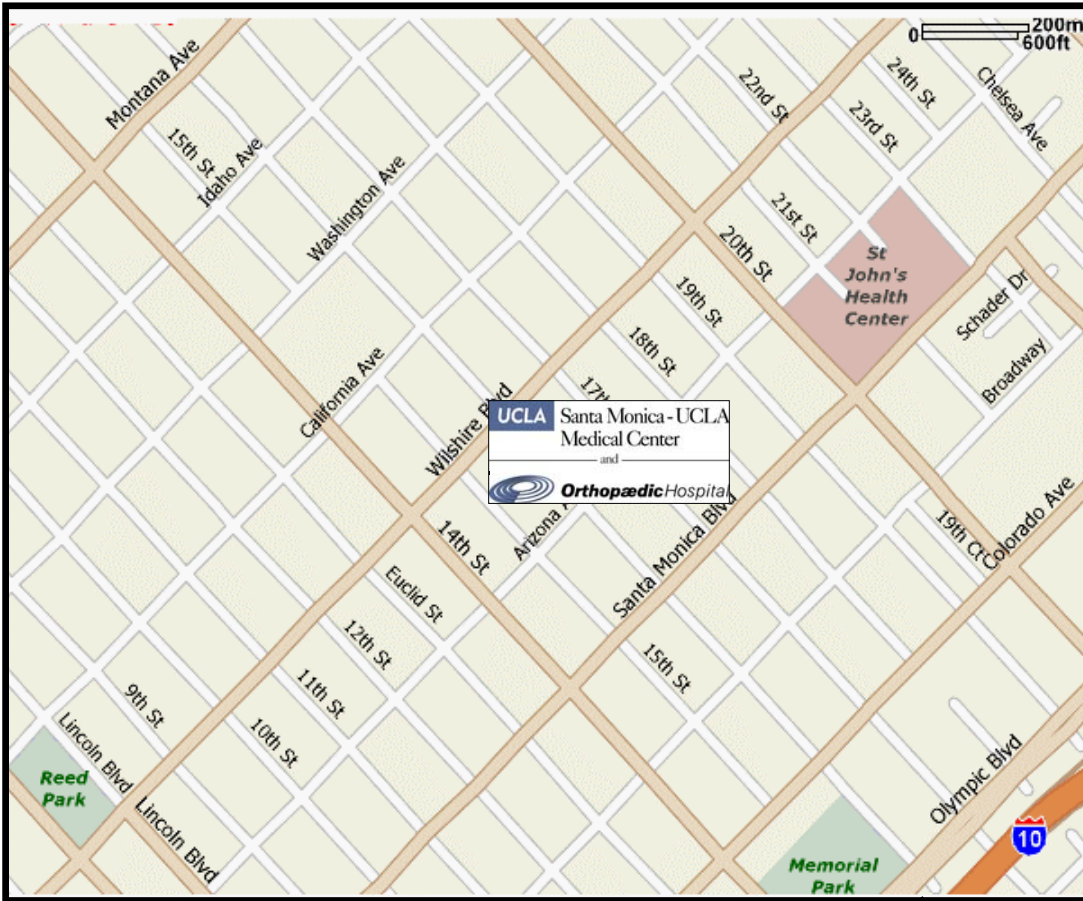 0
200m
600ft
Montana Ave
15th St
Idaho Ave
Washington Ave
22nd St
24th St
Chelsea Ave
23rd St
21st St
20th St
St
John's
Health
Center
19th St
18th St
Schader Dr
Broadway
California Ave
Wilshire Blvd
17th
UCLA
Santa Monica - UCLA
Medical Center
and
Orthopædic Hospital
Arizona A
Santa Monica Blvd
19th Ct
Colorado Ave
14th St
Euclid St
12th St
11th St
10th St
9th St
15th St
Lincoln Blvd
Reed
Park
Lincoln Blvd
Olympic Blvd
10
Memorial
Park